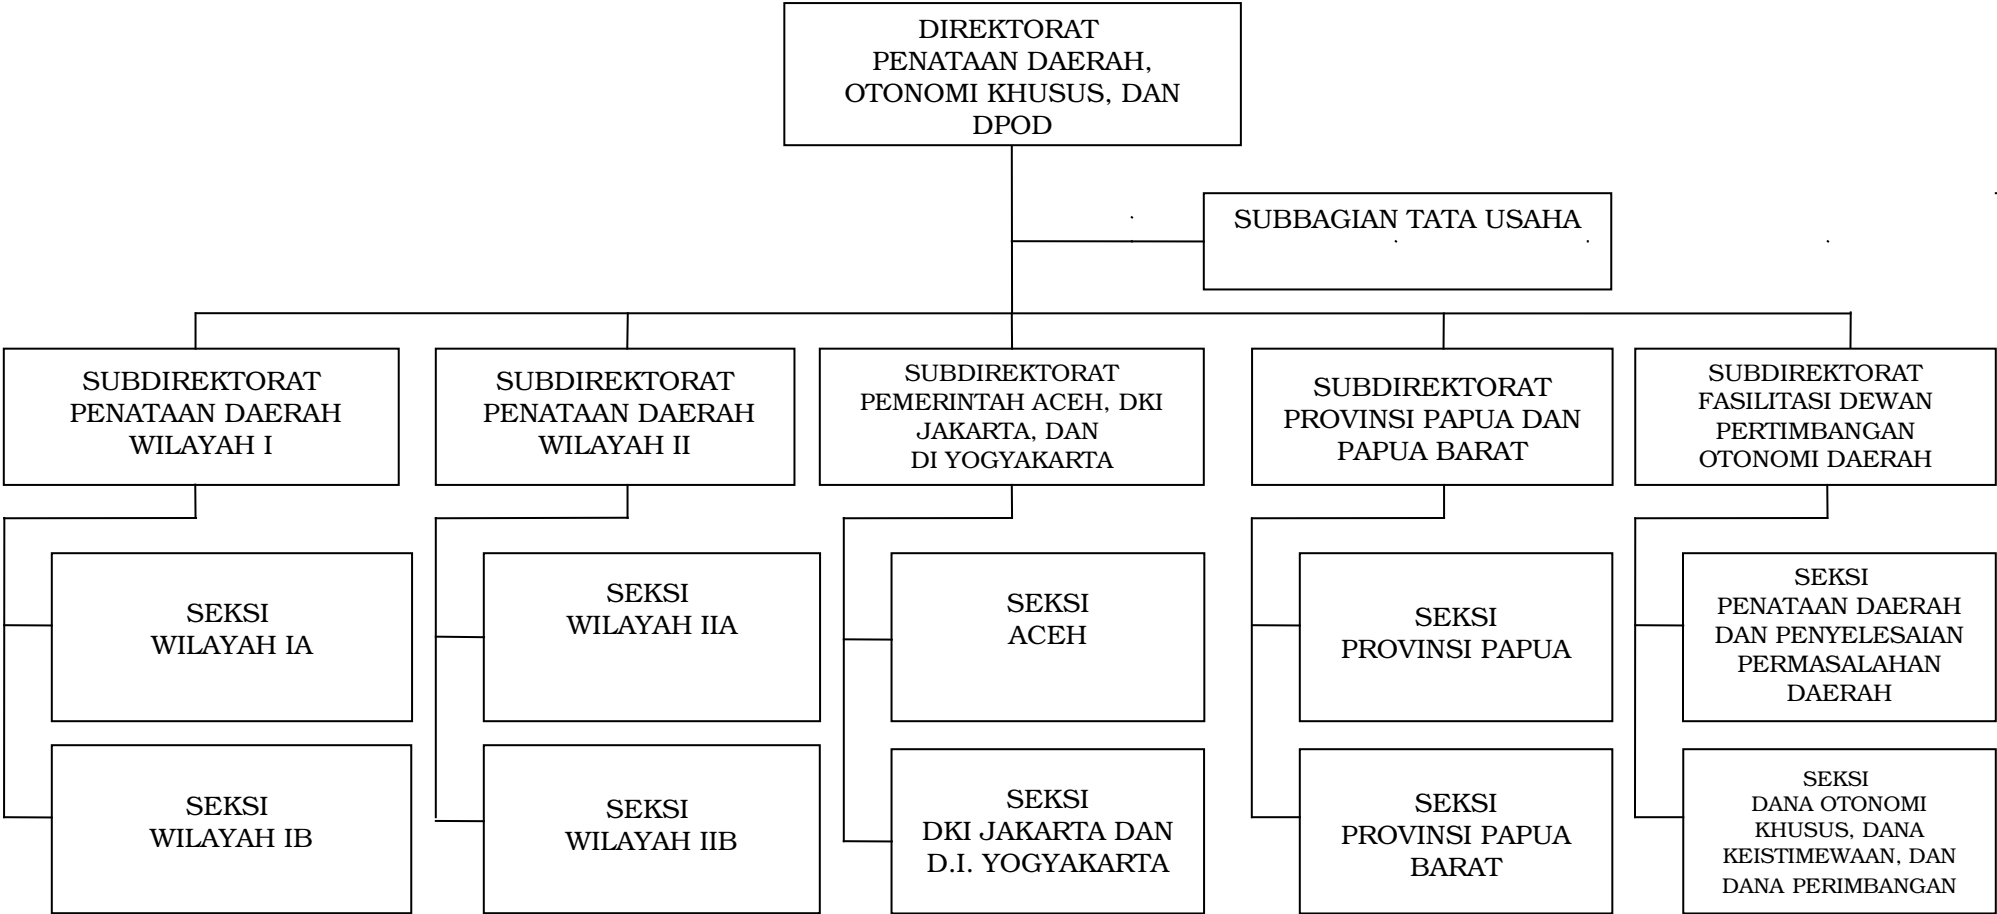 DIREKTORAT
PENATAAN DAERAH,
OTONOMI KHUSUS, DAN
DPOD
SUBBAGIAN TATA USAHA
SUBDIREKTORAT
PENATAAN DAERAH
WILAYAH I
SUBDIREKTORAT
PENATAAN DAERAH
WILAYAH II
SUBDIREKTORAT
PEMERINTAH ACEH, DKI
JAKARTA, DAN
DI YOGYAKARTA
SUBDIREKTORAT
PROVINSI PAPUA DAN
PAPUA BARAT
SUBDIREKTORAT
FASILITASI DEWAN
PERTIMBANGAN
OTONOMI DAERAH
SEKSI
WILAYAH IA
SEKSI
WILAYAH IIA
SEKSI
ACEH
SEKSI
PROVINSI PAPUA
SEKSI
PENATAAN DAERAH
DAN PENYELESAIAN
PERMASALAHAN
DAERAH
SEKSI
WILAYAH IB
SEKSI
WILAYAH IIB
SEKSI
DKI JAKARTA DAN
D.I. YOGYAKARTA
SEKSI
PROVINSI PAPUA
BARAT
SEKSI
DANA OTONOMI
KHUSUS, DANA
KEISTIMEWAAN, DAN
DANA PERIMBANGAN